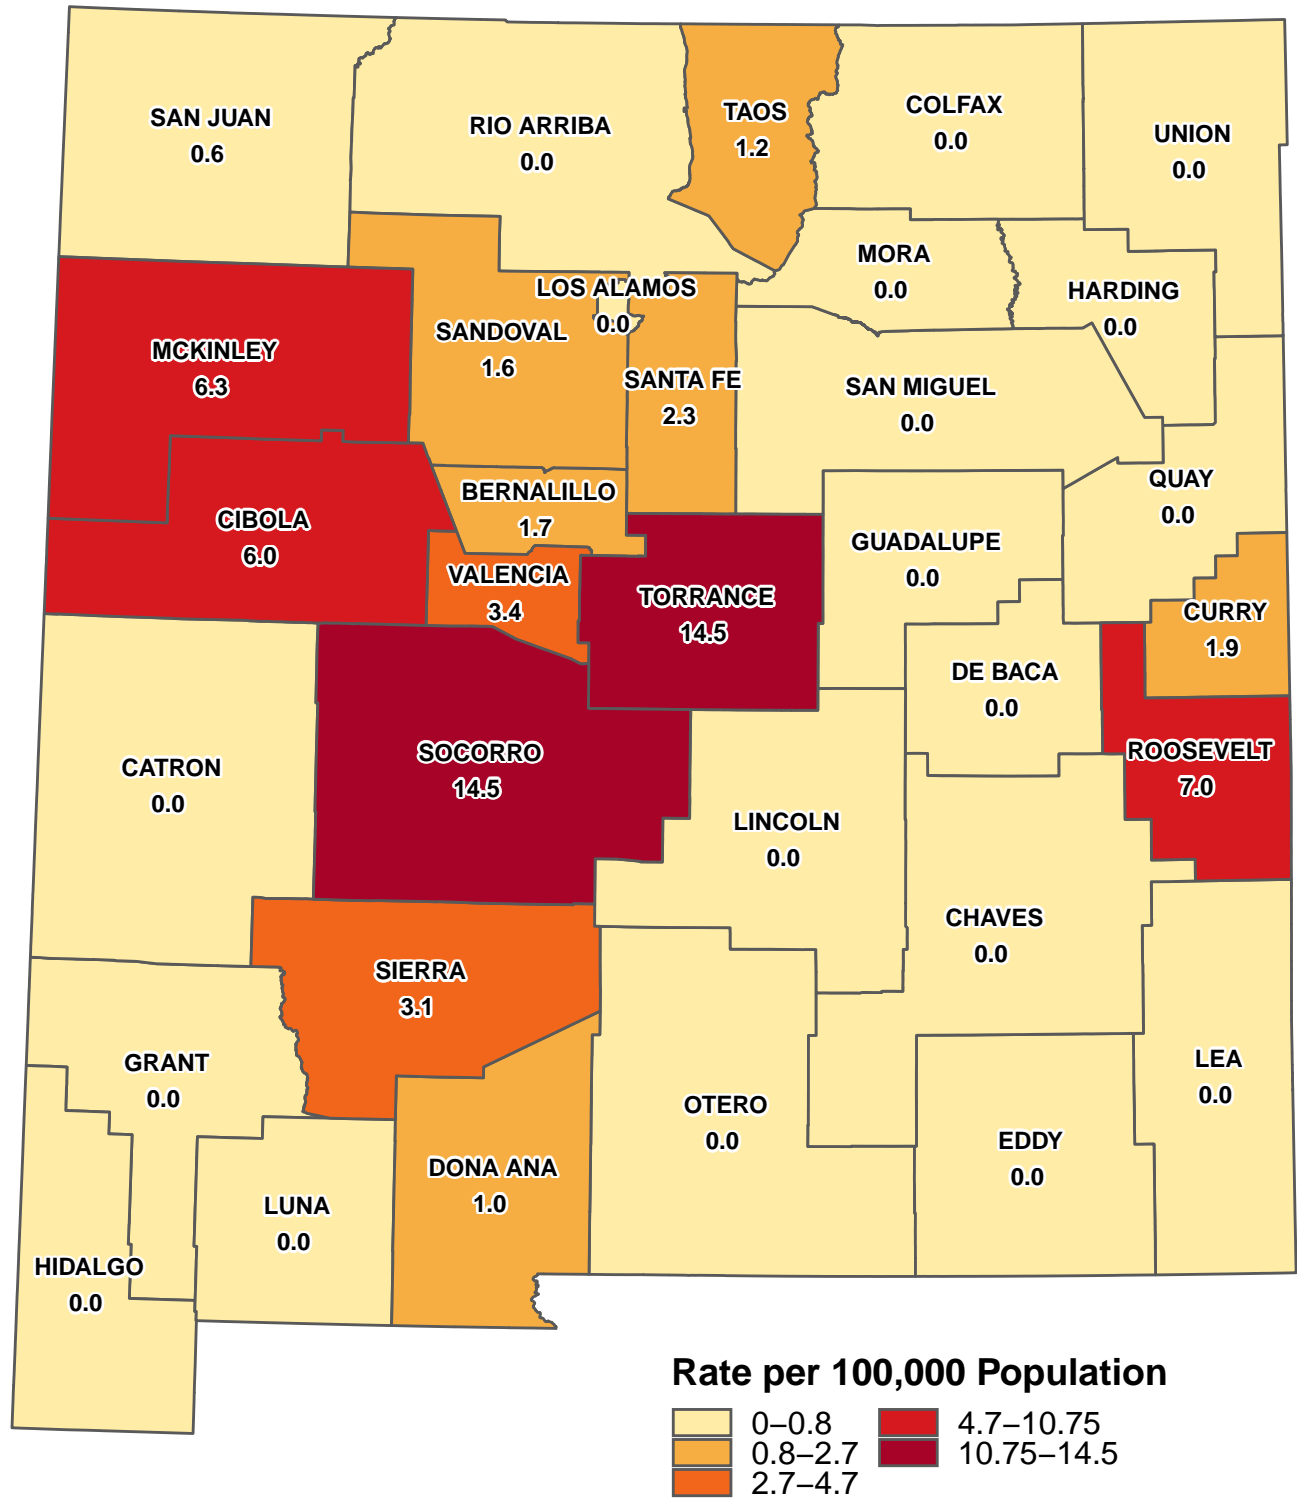 SAN JUAN
0.6
RIO ARRIBA
0.0
TAOS
1.2
COLFAX
0.0
UNION
0.0
MORA
0.0
HARDING
0.0
LOS ALAMOS
0.0
SANDOVAL
1.6
SANTA FE
2.3
MCKINLEY
6.3
SAN MIGUEL
0.0
QUAY
0.0
BERNALILLO
1.7
CIBOLA
6.0
GUADALUPE
0.0
VALENCIA
3.4
TORRANCE
14.5
CURRY
1.9
DE BACA
0.0
ROOSEVELT
7.0
SOCORRO
14.5
CATRON
0.0
LINCOLN
0.0
CHAVES
0.0
SIERRA
3.1
GRANT
0.0
LEA
0.0
OTERO
0.0
EDDY
0.0
DONA ANA
1.0
LUNA
0.0
HIDALGO
0.0
Rate per 100,000 Population
0–0.8
0.8–2.7
2.7–4.7
4.7–10.75
10.75–14.5